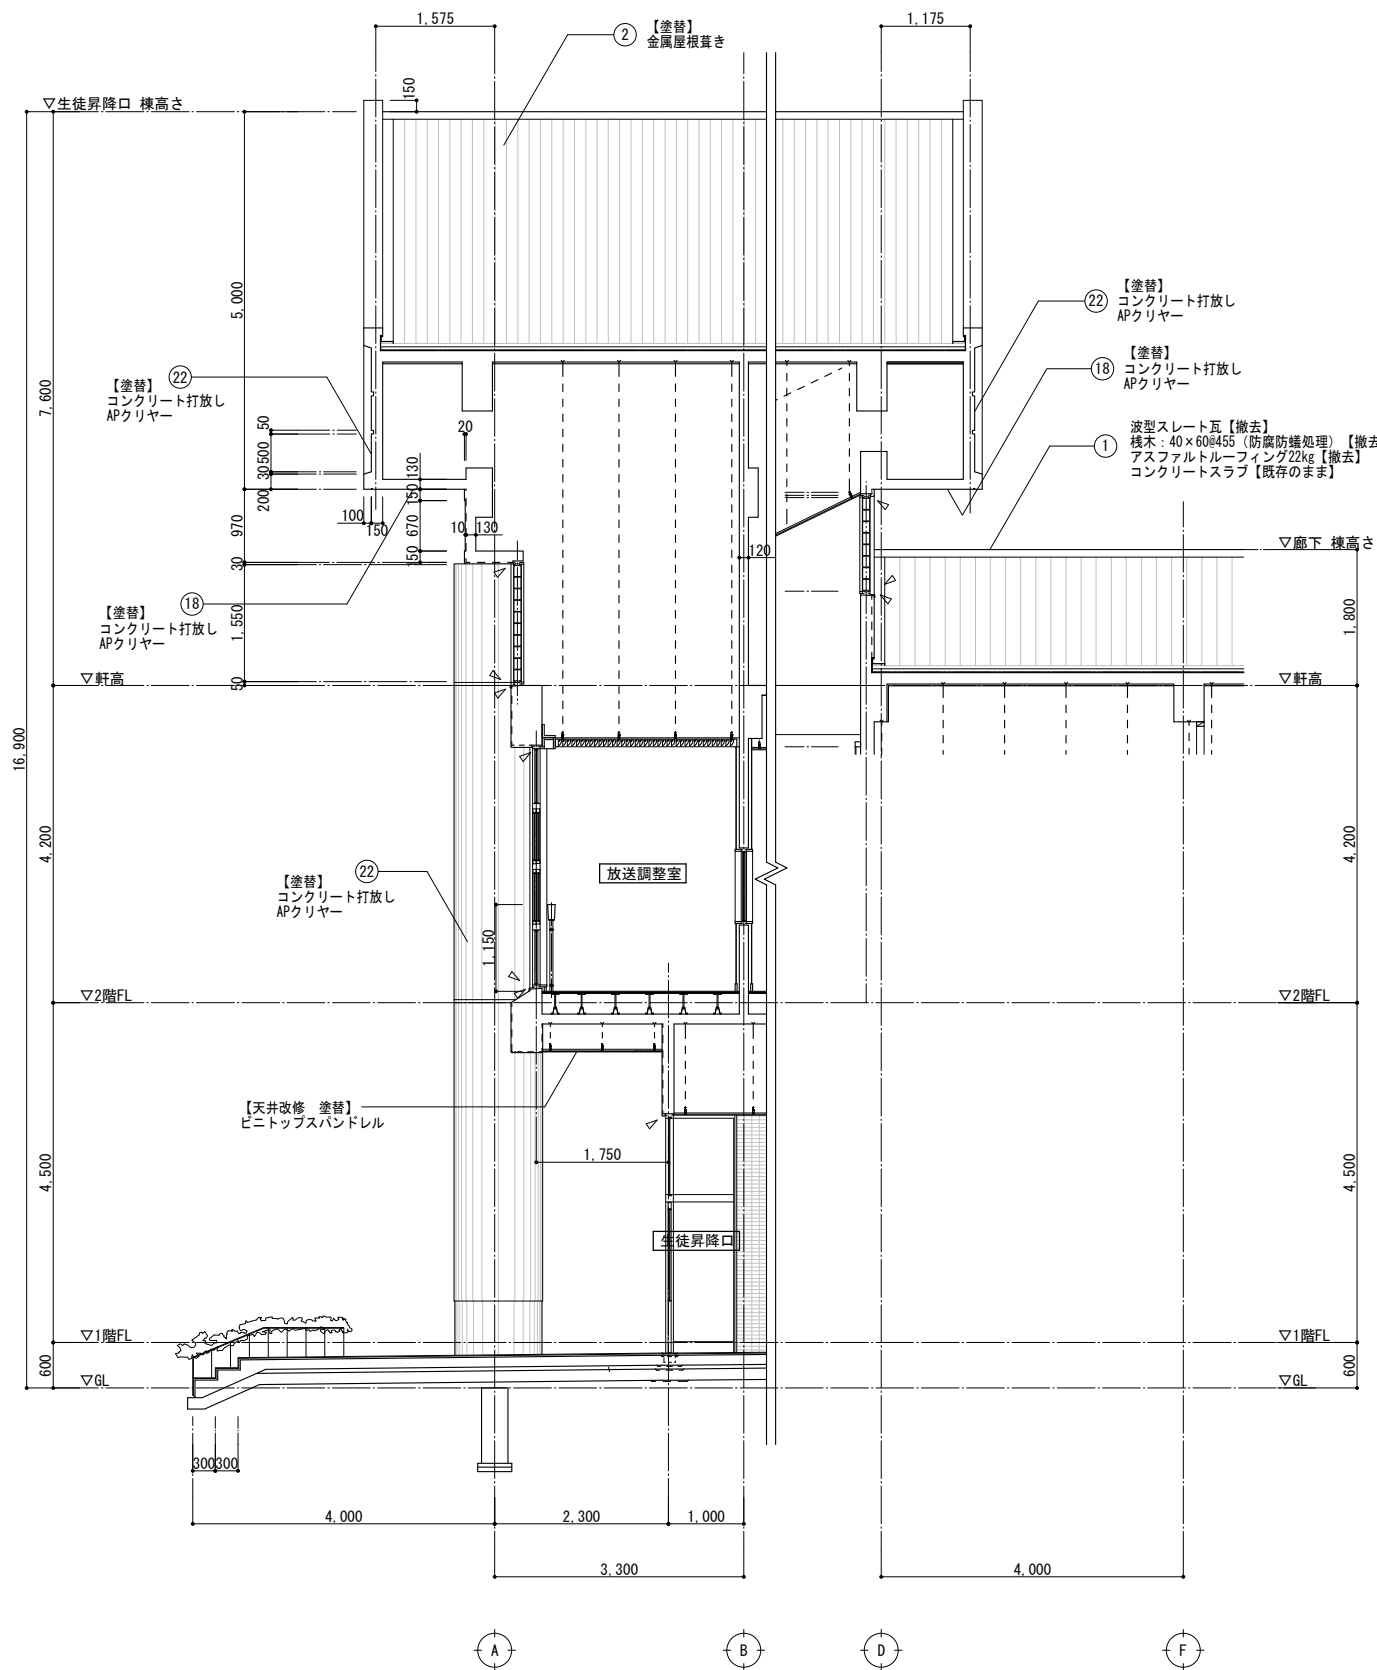 1,575
1,175
2
【塗替】
金属屋根葺き
150
▽生徒昇降口 棟高さ
5,000
7,600
16,900
22
【塗替】
コンクリート打放し
APクリヤー
18
【塗替】
コンクリート打放し
APクリヤー
1
波型スレート瓦【撤去】
桟木：40×60@455（防腐防蟻処理）【撤去
アスファルトルーフィング22kg【撤去】
コンクリートスラブ【既存のまま】
【塗替】
22
コンクリート打放し
APクリヤー
50
500
30
200
20
130
150
670
150
100
150
10
130
120
970
30
1,550
50
▽廊下 棟高さ
1,800
【塗替】
18
コンクリート打放し
APクリヤー
▽軒高
▽軒高
4,200
4,200
【塗替】
22
コンクリート打放し
APクリヤー
放送調整室
1,150
▽2階FL
▽2階FL
【天井改修 塗替】
ビニトップスパンドレル
1,750
4,500
4,500
生徒昇降口
▽1階FL
▽1階FL
600
600
▽GL
▽GL
300
300
4,000
2,300
1,000
3,300
4,000
A
B
D
F